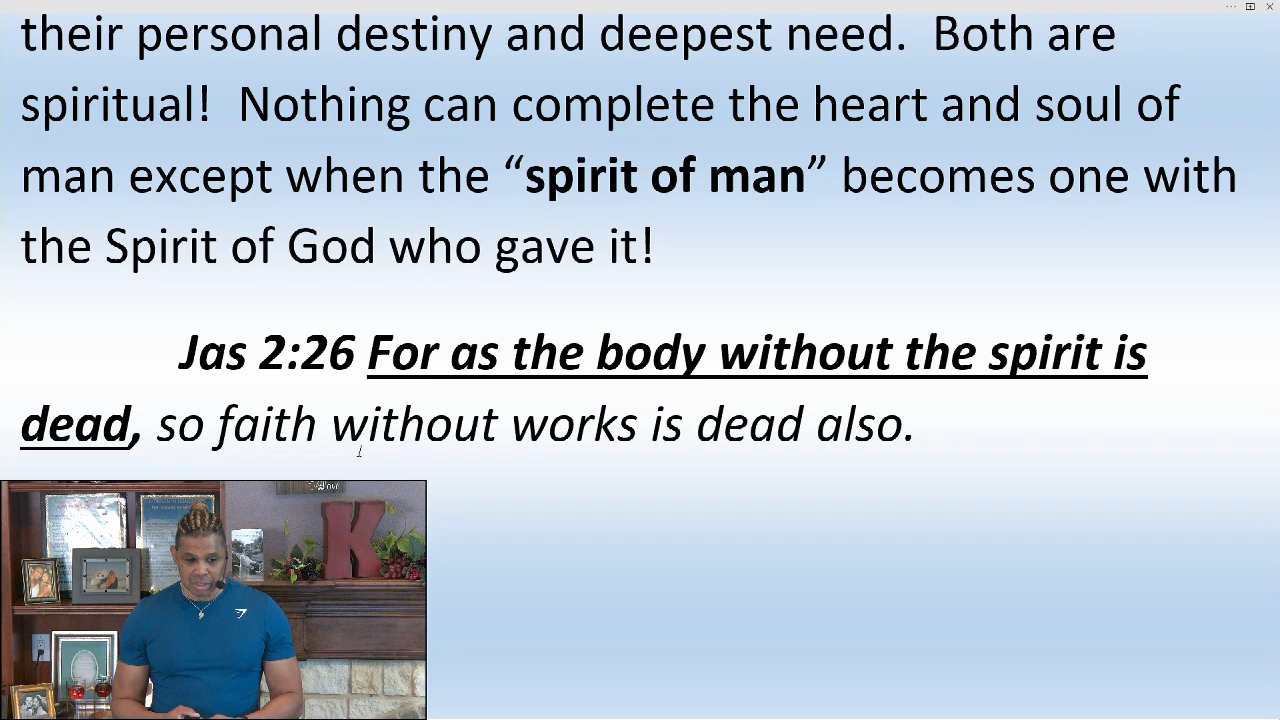 their personal destiny and deepest need.  Both are
spiritual!  Nothing can complete the heart and soul of
man except when the “spirit of man” becomes one with
the Spirit of God who gave it!
Jas 2:26 For as the body without the spirit is
dead, so faith without works is dead also.
K